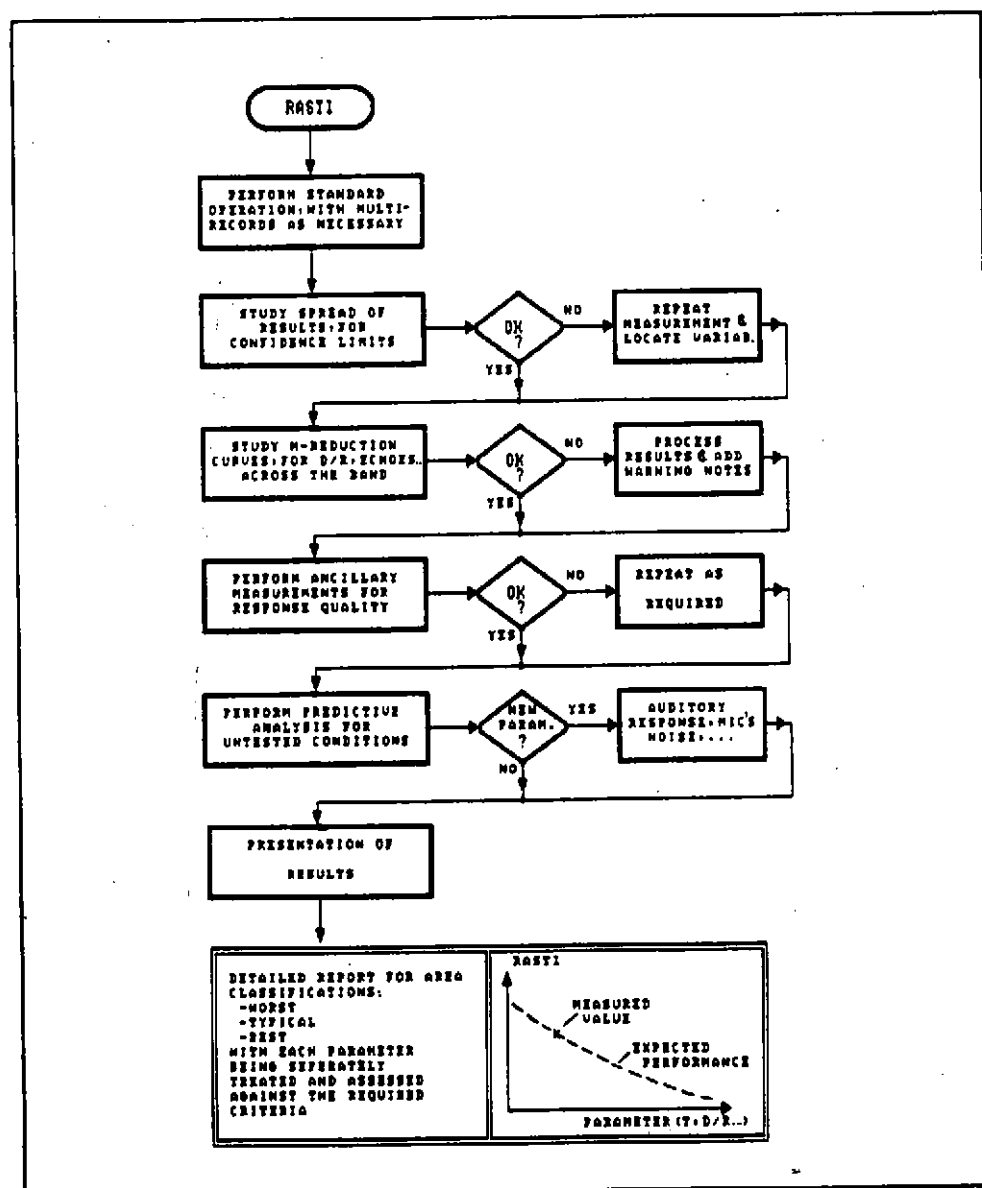 RASTI
PERFORM STANDARD
OPERATION, WITH MULTI-
RECORDS AS NECESSARY
STUDY SPREAD OF
RESULTS, FOR
CONFIDENCE LIMITS
OK
?
NO
YES
REPEAT
MEASUREMENT &
LOCATE VARIAB.
STUDY M-REDUCTION
CURVES, FOR D/R, ECHOES..
ACROSS THE BAND
OK
?
NO
YES
PROCESS
RESULTS & ADD
WARNING NOTES
PERFORM ANCILLARY
MEASUREMENTS FOR
RESPONSE QUALITY
OK
?
NO
YES
REPEAT AS
REQUIRED
PERFORM PREDICTIVE
ANALYSIS FOR
UNTESTED CONDITIONS
NEW
PARAM.
?
YES
NO
AUDITORY
RESPONSE, MIC'S
NOISE, ...
PRESENTATION OF
RESULTS
DETAILED REPORT FOR AREA
CLASSIFICATIONS,
-WORST
-TYPICAL
-BEST
WITH EACH PARAMETER
BEING SEPERATELY
TREATED AND ASSESSED
AGAINST THE REQUIRED
CRITERIA
RASTI
MEASURED
VALUE
EXPECTED
PERFORMANCE
PARAMETER (T, D/R..)